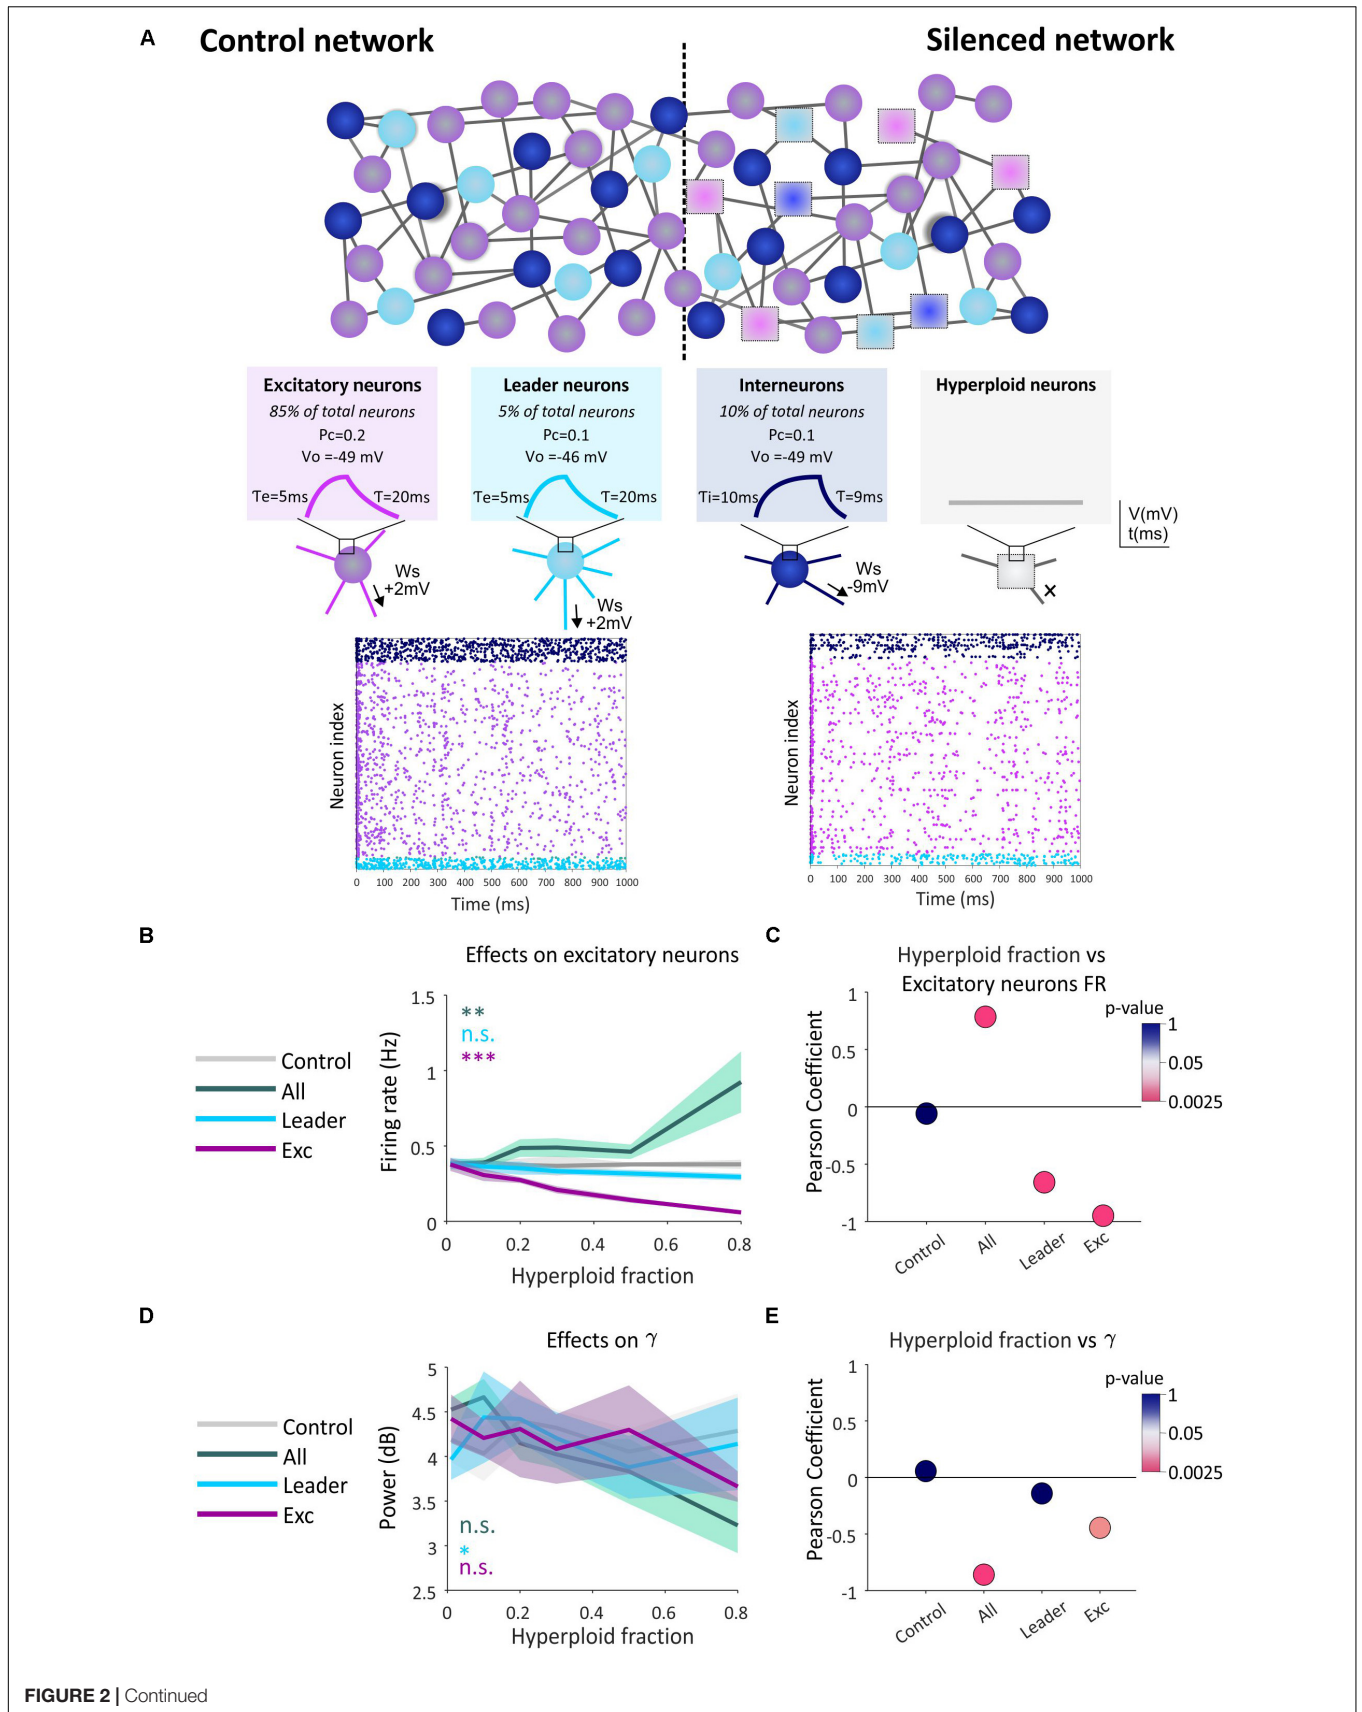 A
Control network
Silenced network
Excitatory neurons
85% of total neurons
Pc=0.2
Vo =-49 mV
Ƭe=5ms
Ƭ=20ms
Ws
+2mV
Leader neurons
5% of total neurons
Pc=0.1
Vo =-46 mV
Ƭe=5ms
Ƭ=20ms
Ws
+2mV
Interneurons
10% of total neurons
Pc=0.1
Vo =-49 mV
Ƭi=10ms
Ƭ=9ms
Ws
-9mV
Hyperploid neurons
V(mV)
t(ms)
x
Neuron index
0 100 200 300 400 500 600 700 800 900 1000
Time (ms)
Neuron index
0 100 200 300 400 500 600 700 800 900 1000
Time (ms)
B
Effects on excitatory neurons
Control
All
Leader
Exc
Firing rate (Hz)
1.5
1
0.5
0
**
n.s.
***
0 0.2 0.4 0.6 0.8
Hyperploid fraction
C
Hyperploid fraction vs
Excitatory neurons FR
Pearson Coefficient
1
0.5
0
-0.5
-1
Control All Leader Exc
p-value
1
0.05
0.0025
D
Effects on γ
Control
All
Leader
Exc
Power (dB)
5
4.5
4
3.5
3
2.5
n.s.
*
n.s.
0 0.2 0.4 0.6 0.8
Hyperploid fraction
E
Hyperploid fraction vs γ
Pearson Coefficient
1
0.5
0
-0.5
-1
Control All Leader Exc
p-value
1
0.05
0.0025
FIGURE 2 | Continued